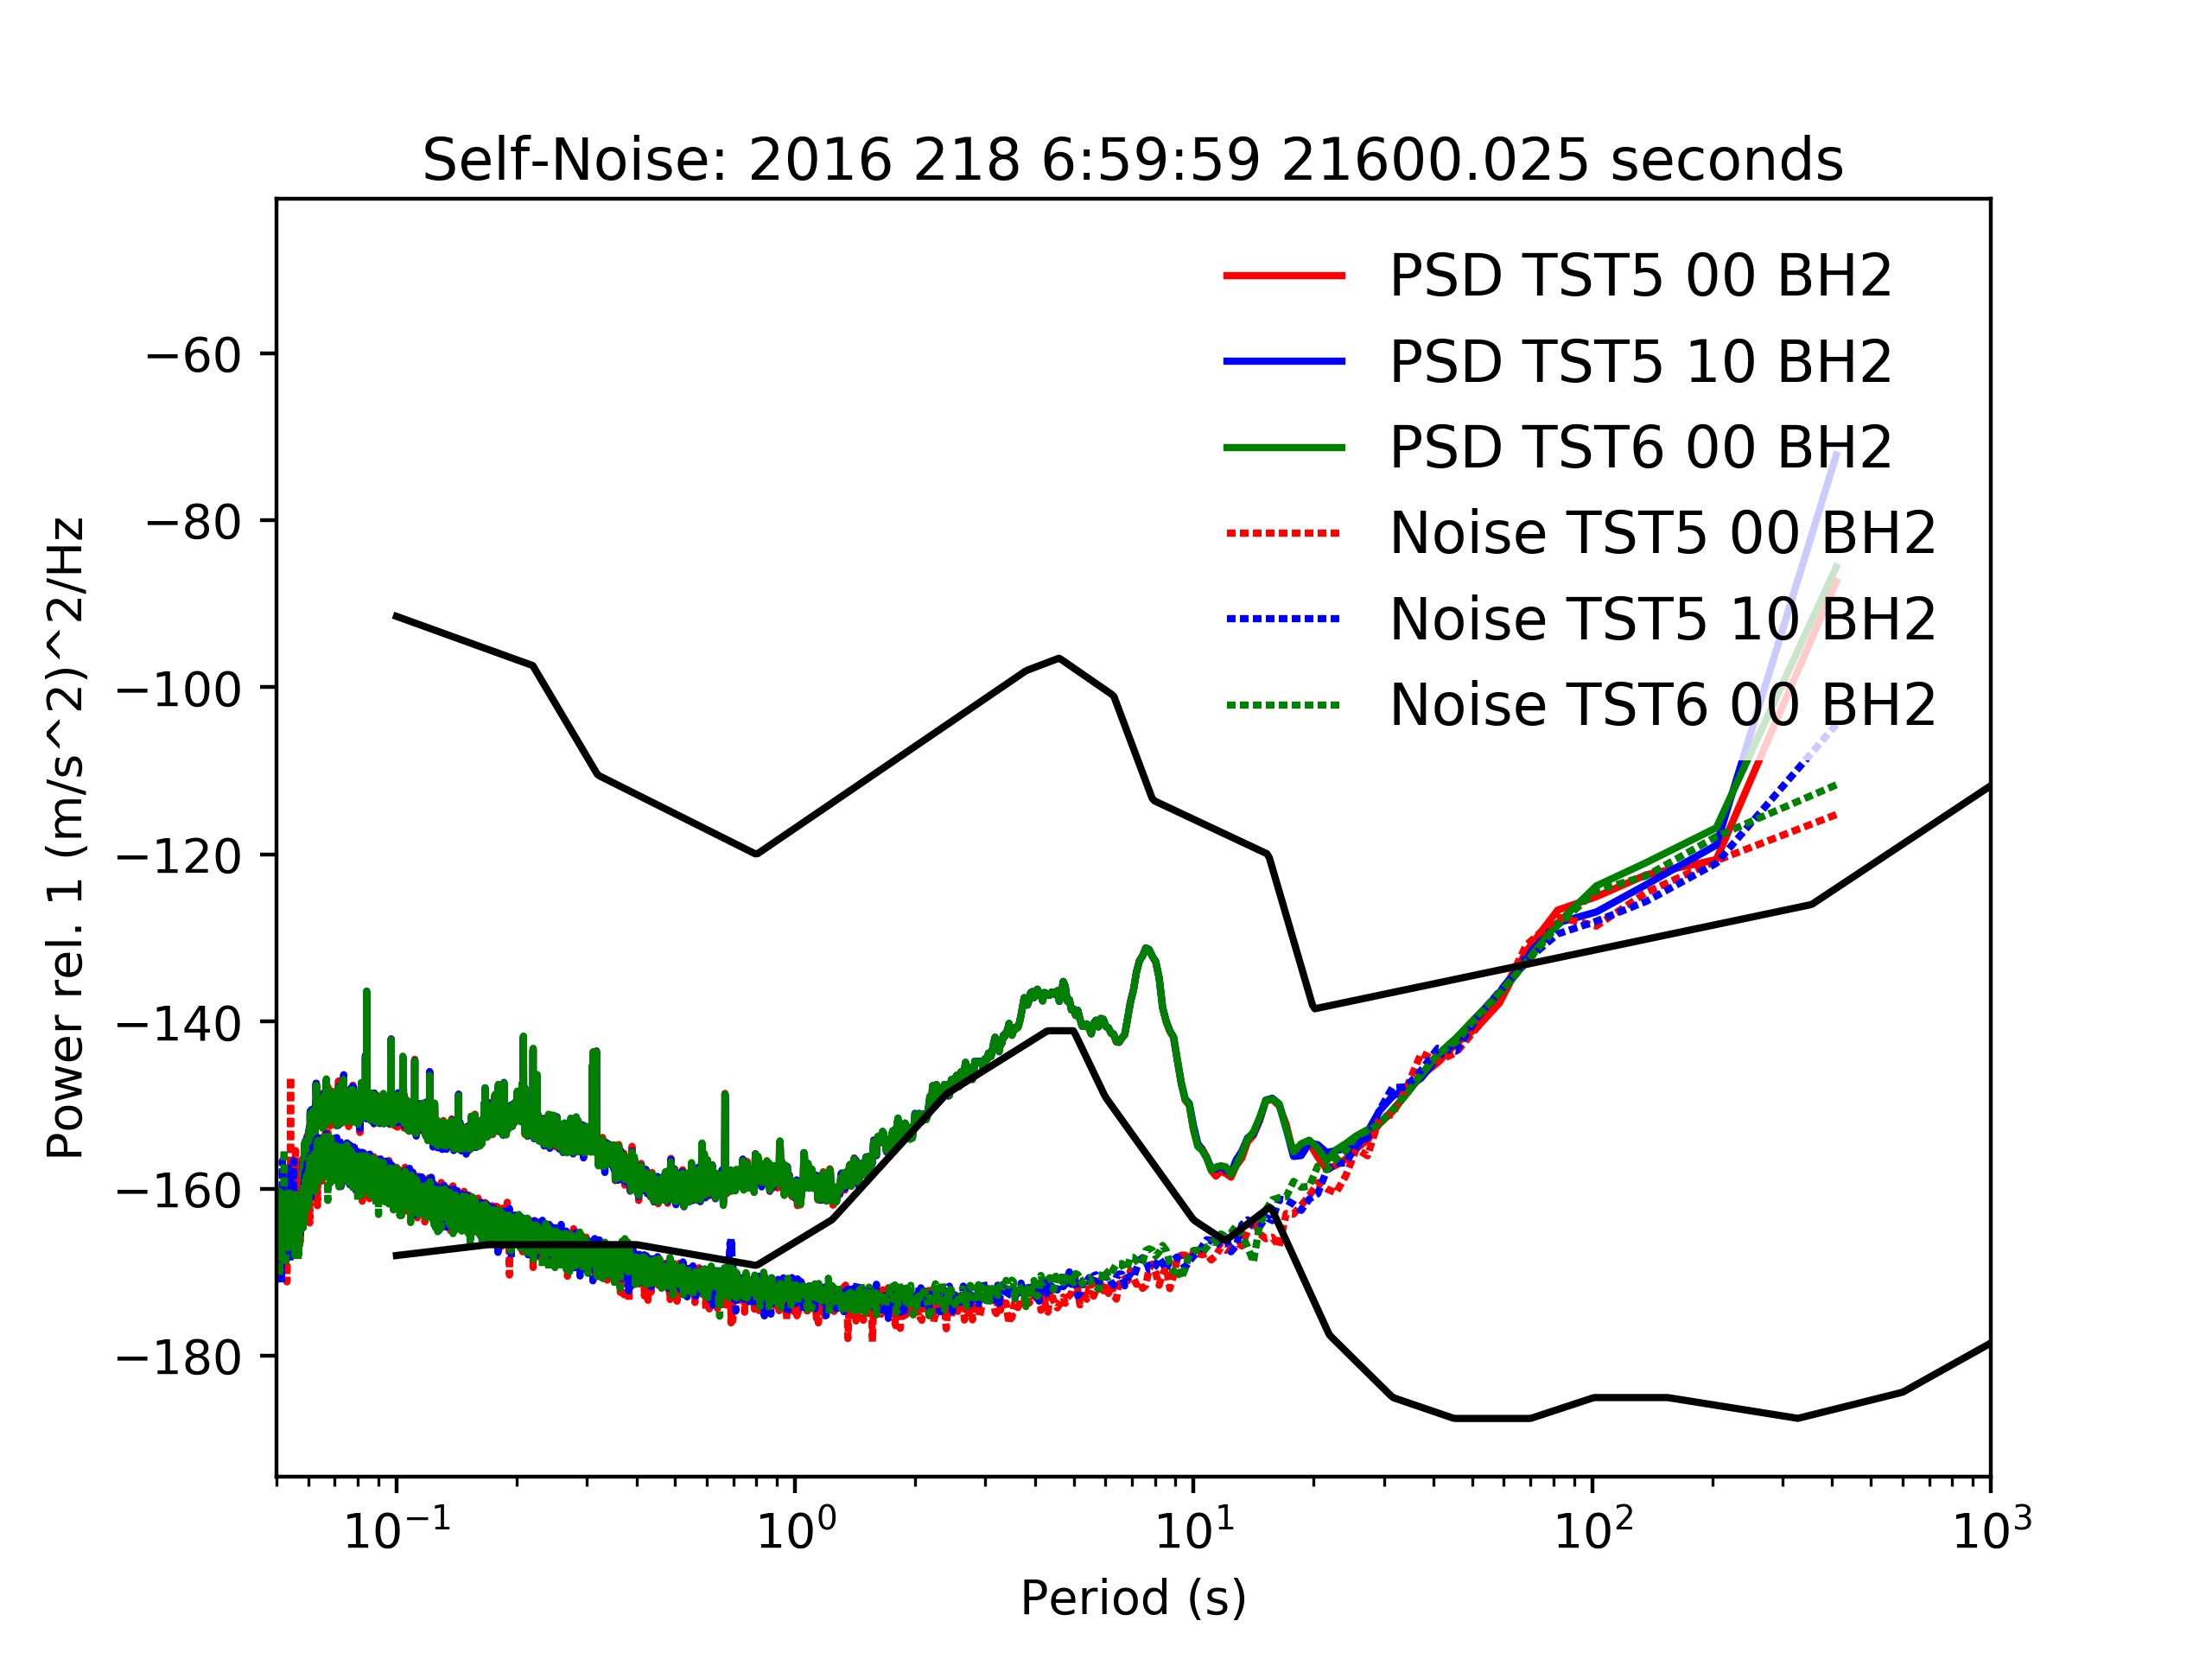 Self-Noise: 2016 218 6:59:59 21600.025 seconds
PSD TST5 00 BH2
PSD TST5 10 BH2
PSD TST6 00 BH2
Noise TST5 00 BH2
Noise TST5 10 BH2
Noise TST6 00 BH2
Power rel. 1 (m/s^2)^2/Hz
−60
−80
−100
−120
−140
−160
−180
10⁻¹
10⁰
10¹
10²
10³
Period (s)